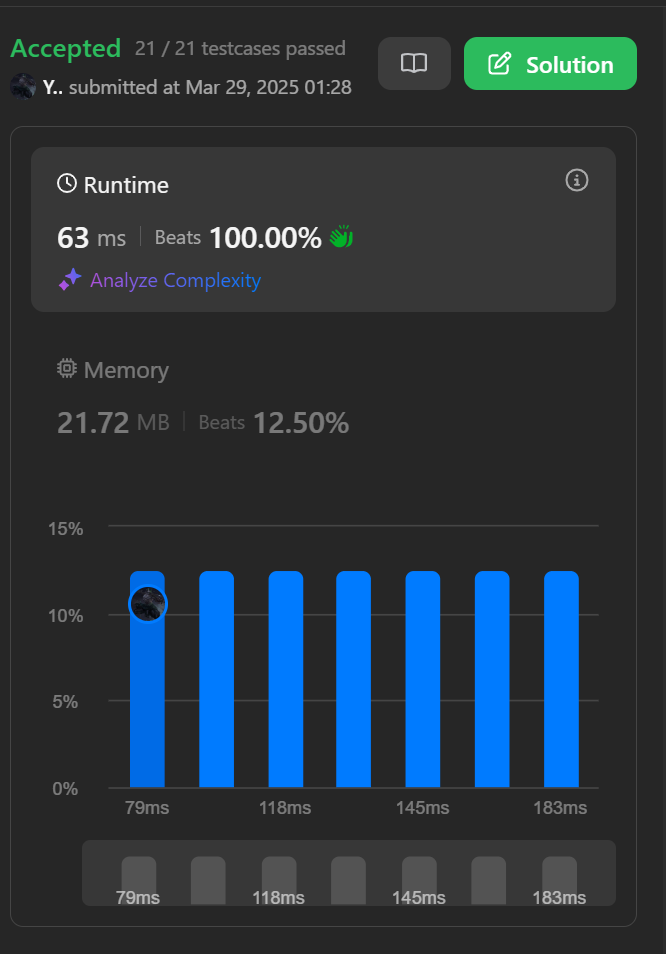 Accepted 21 / 21 testcases passed
Y.. submitted at Mar 29, 2025 01:28
Solution
Runtime
63 ms Beats 100.00%
Analyze Complexity
Memory
21.72 MB Beats 12.50%
15%
10%
5%
0%
79ms 118ms 145ms 183ms
79ms 118ms 145ms 183ms